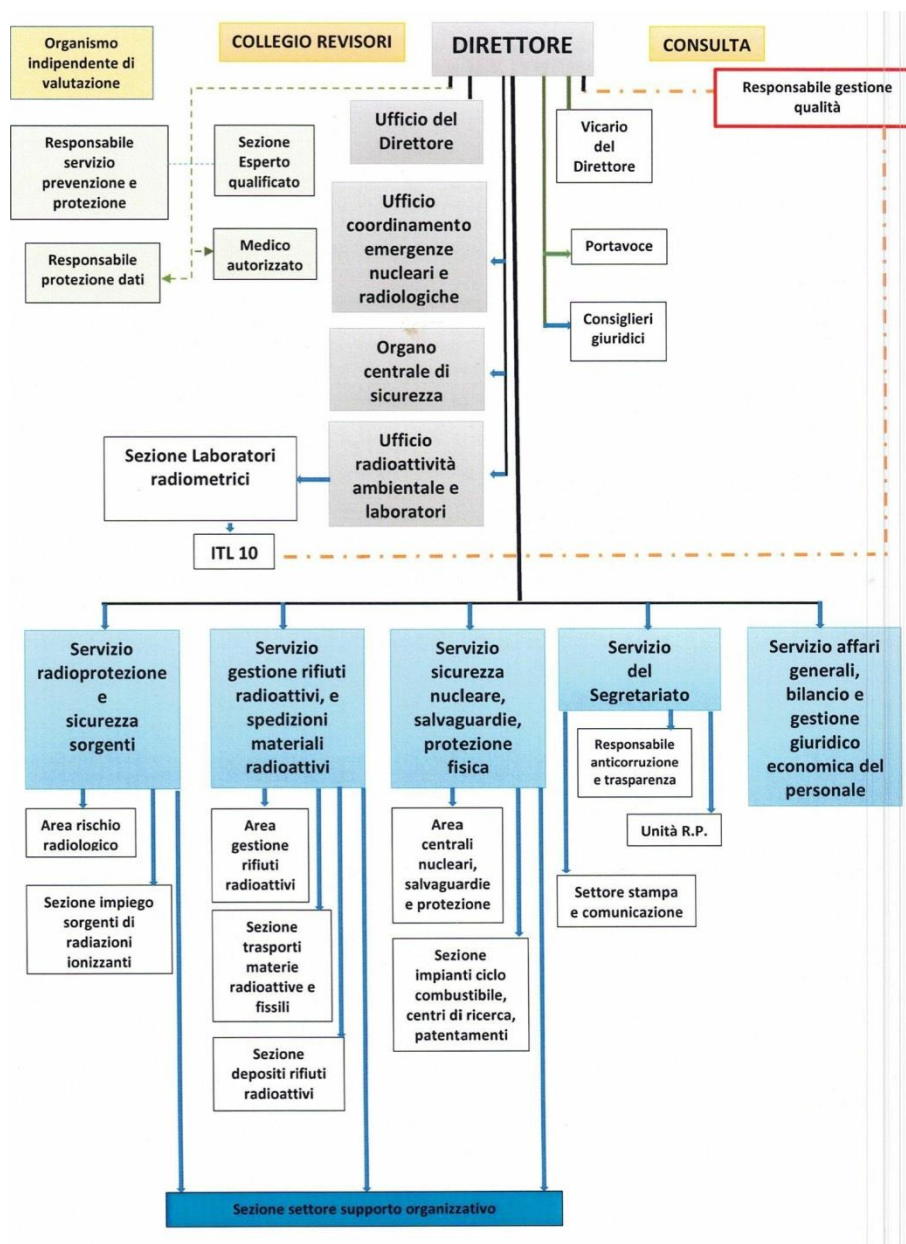 Organismo
indipendente di
valutazione
COLLEGIO REVISORI
DIRETTORE
CONSULTA
Responsabile gestione
qualità
Ufficio del
Direttore
Vicario
del
Direttore
Responsabile
servizio
prevenzione e
protezione
Sezione
Esperto
qualificato
Ufficio
coordinamento
emergenze
nucleari e
radiologiche
Responsabile
protezione dati
Medico
autorizzato
Portavoce
Consiglieri
giuridici
Organo
centrale di
sicurezza
Sezione Laboratori
radiometrici
Ufficio
radioattività
ambientale e
laboratori
ITL 10
Servizio
radioprotezione
e
sicurezza
sorgenti
Servizio
gestione rifiuti
radioattivi, e
spedizioni
materiali
radioattivi
Servizio
sicurezza
nucleare,
salvaguardie,
protezione
fisica
Servizio
del
Segretariato
Servizio affari
generali,
bilancio e
gestione
giuridico
economica del
personale
Responsabile
anticorruzione
e trasparenza
Area rischio
radiologico
Area
gestione
rifiuti
radioattivi
Area
centrali
nucleari,
salvaguardie
e protezione
Unità R.P.
Settore stampa
e comunicazione
Sezione impiego
sorgenti di
radiazioni
ionizzanti
Sezione
trasporti
materie
radioattive e
fissili
Sezione
impianti ciclo
combustibile,
centri di ricerca,
patentamenti
Sezione
depositi rifiuti
radioattivi
Sezione settore supporto organizzativo